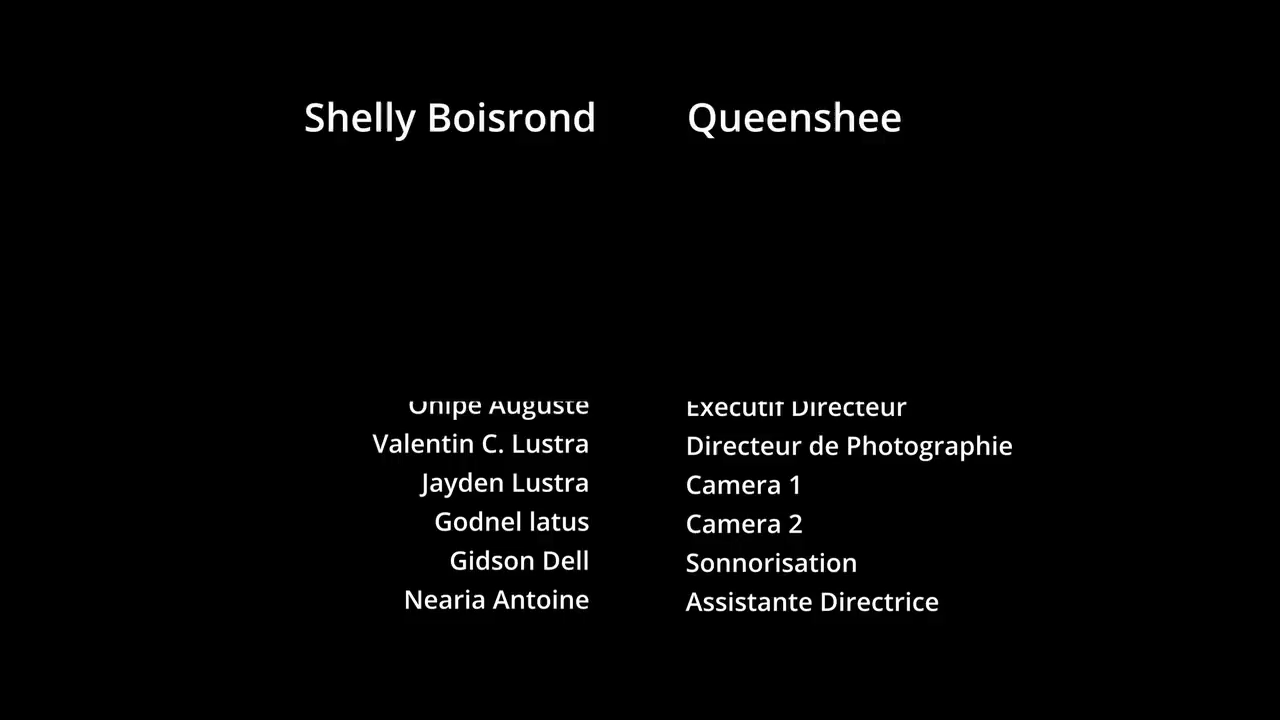 Shelly Boisrond Queenshee
Onipe Auguste Executif Directeur
Valentin C. Lustra Directeur de Photographie
Jayden Lustra Camera 1
Godnel latus Camera 2
Gidson Dell Sonnorisation
Nearia Antoine Assistante Directrice